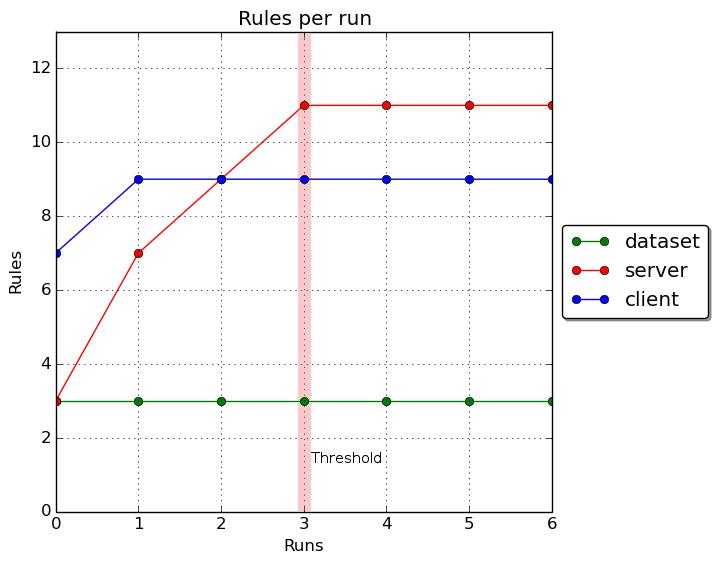 Rules per run
12
10
8
6
4
2
0
Rules
0 1 2 3 4 5 6
Runs
Threshold
dataset
server
client